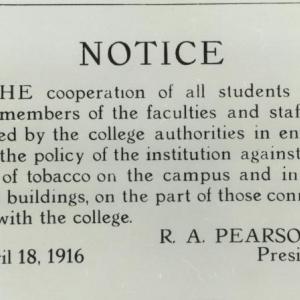 NOTICE
HE cooperation of all students
members of the faculties and staf
ed by the college authorities in en
the policy of the institution against
of tobacco on the campus and in
buildings, on the part of those con
with the college.
R. A. PEARSO
ril 18, 1916 Presi